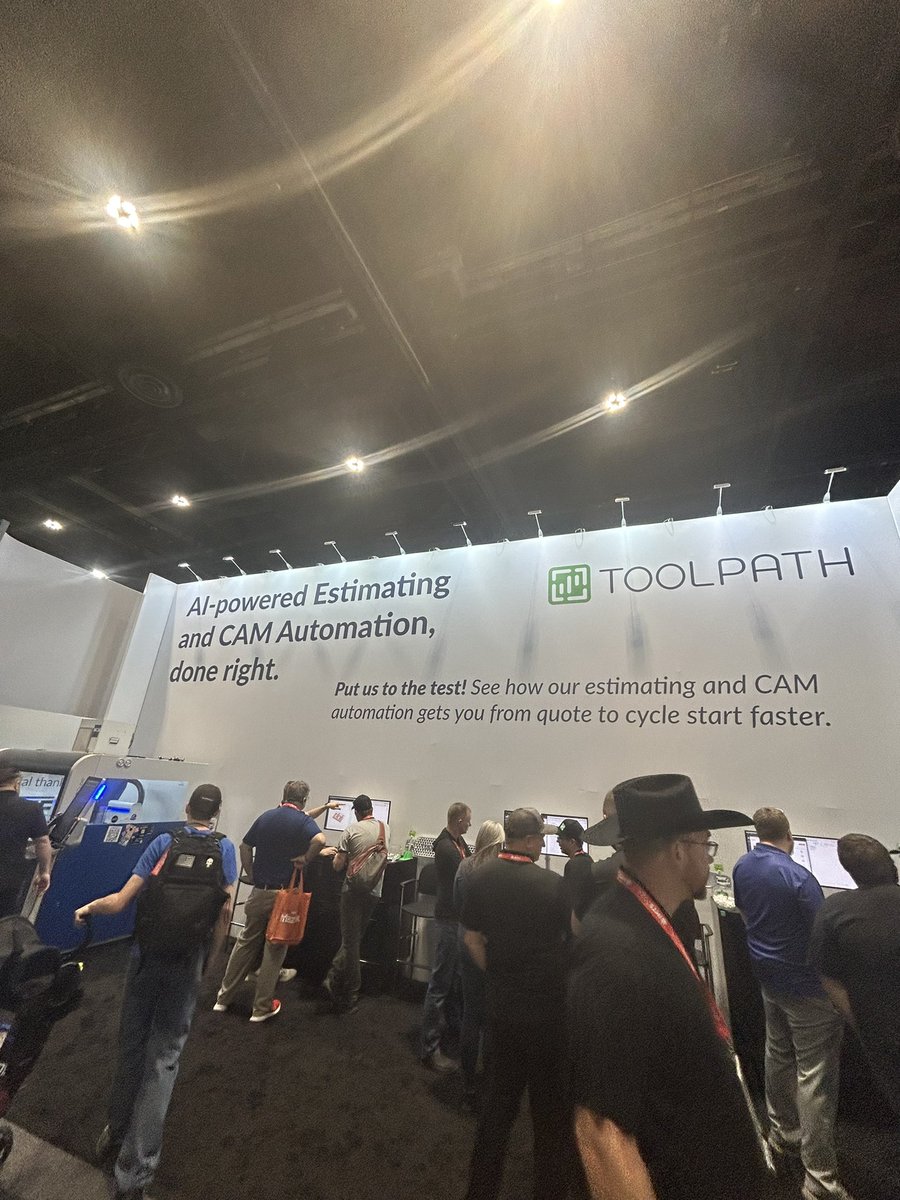 AI-powered Estimating
and CAM Automation,
done right.
TOOLPATH
Put us to the test! See how our estimating and CAM
automation gets you from quote to cycle start faster.